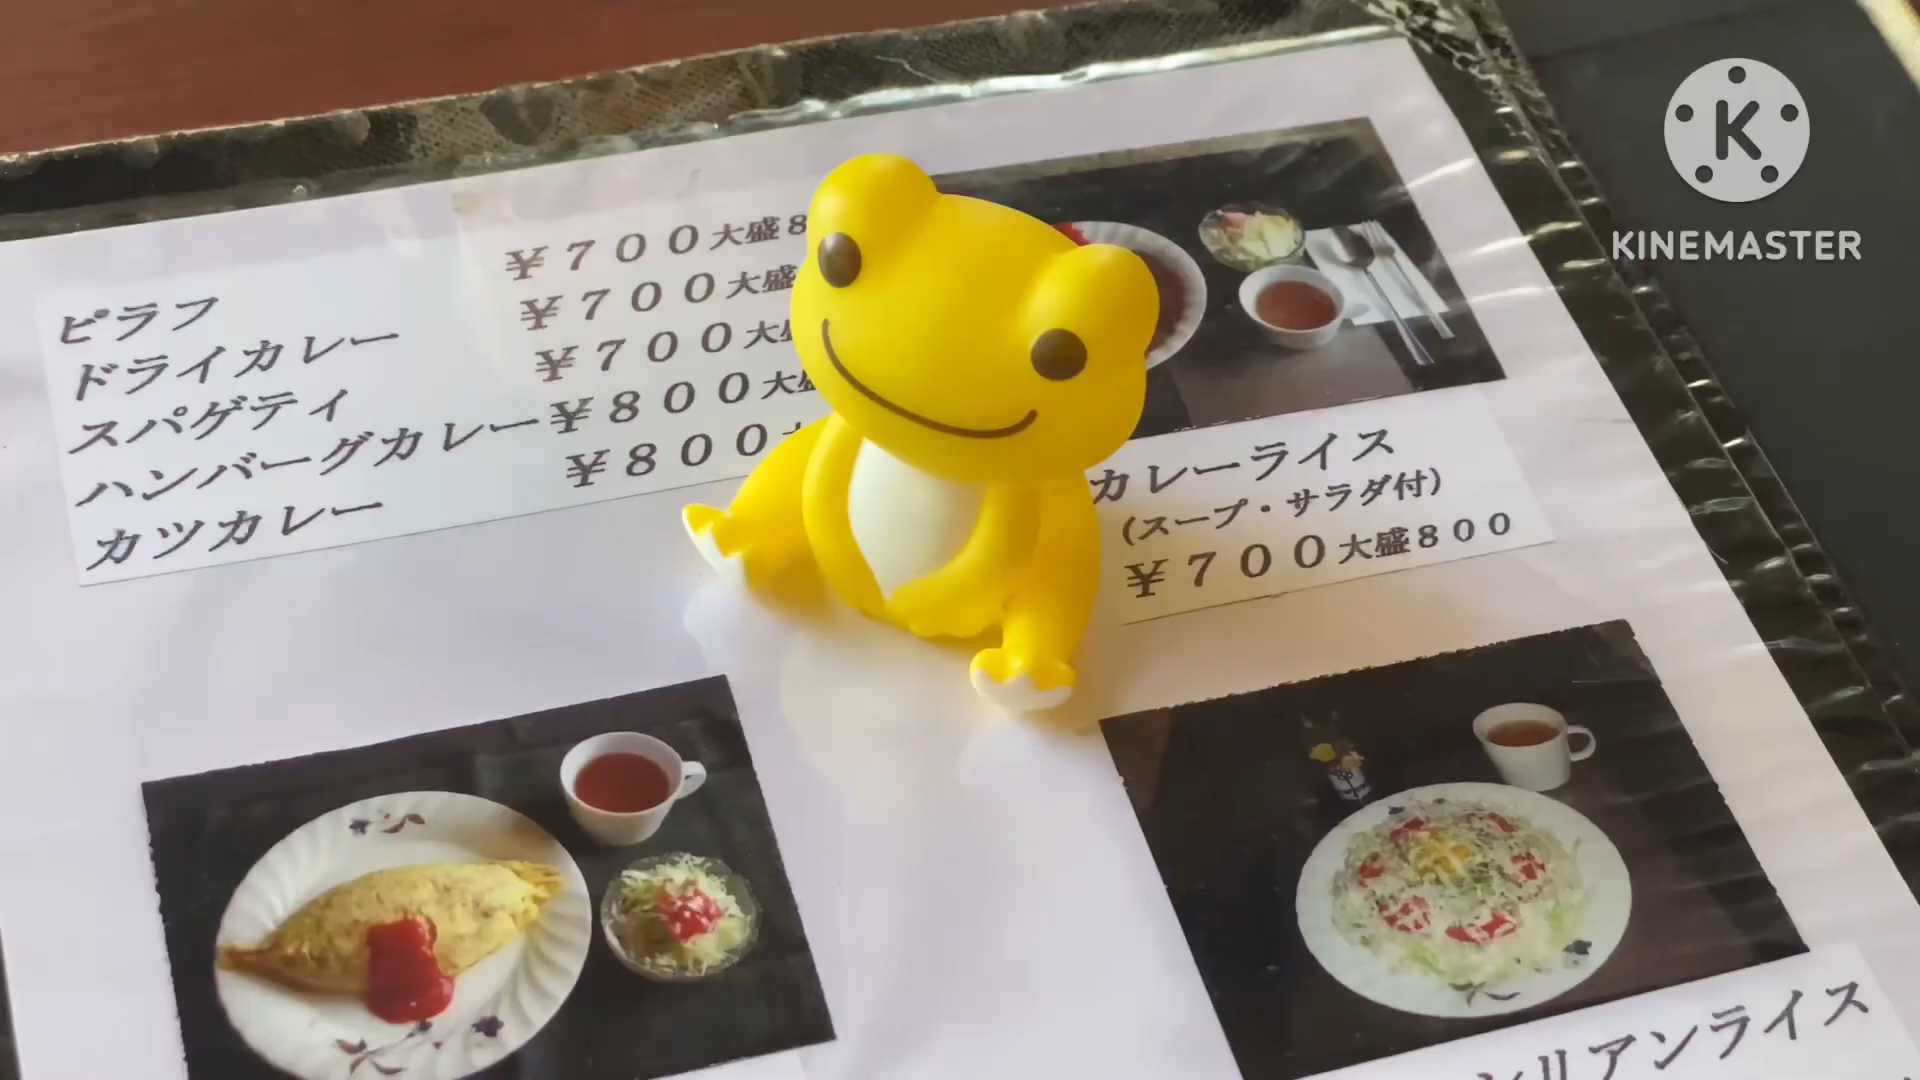 ピラフ ¥700大盛8
ドライカレー ¥700大盛
スパゲティ ¥700大
ハンバーグカレー ¥800大盛
カツカレー ¥800
カレーライス
（スープ・サラダ付）
¥700大盛800
リアンライス
K
KINEMASTER